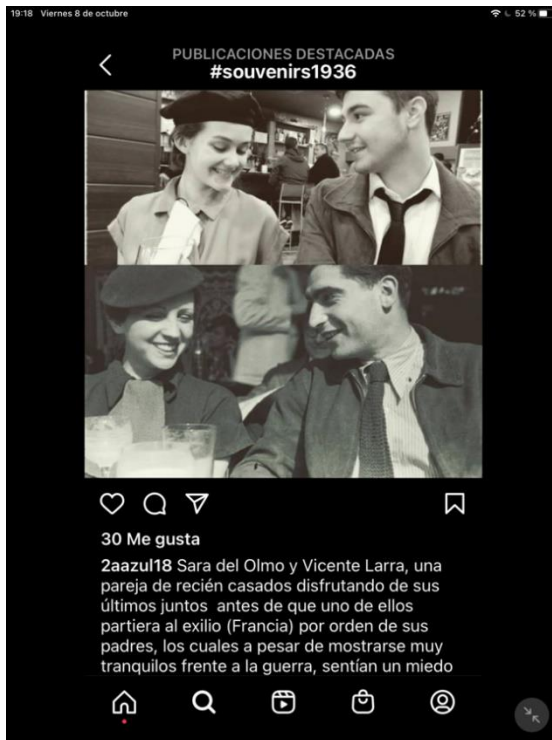 19:18 Viernes 8 de octubre
52 %
PUBLICACIONES DESTACADAS
#souvenirs1936
30 Me gusta
2aazul18 Sara del Olmo y Vicente Larra, una
pareja de recién casados disfrutando de sus
últimos juntos antes de que uno de ellos
partiera al exilio (Francia) por orden de sus
padres, los cuales a pesar de mostrarse muy
tranquilos frente a la guerra, sentían un miedo